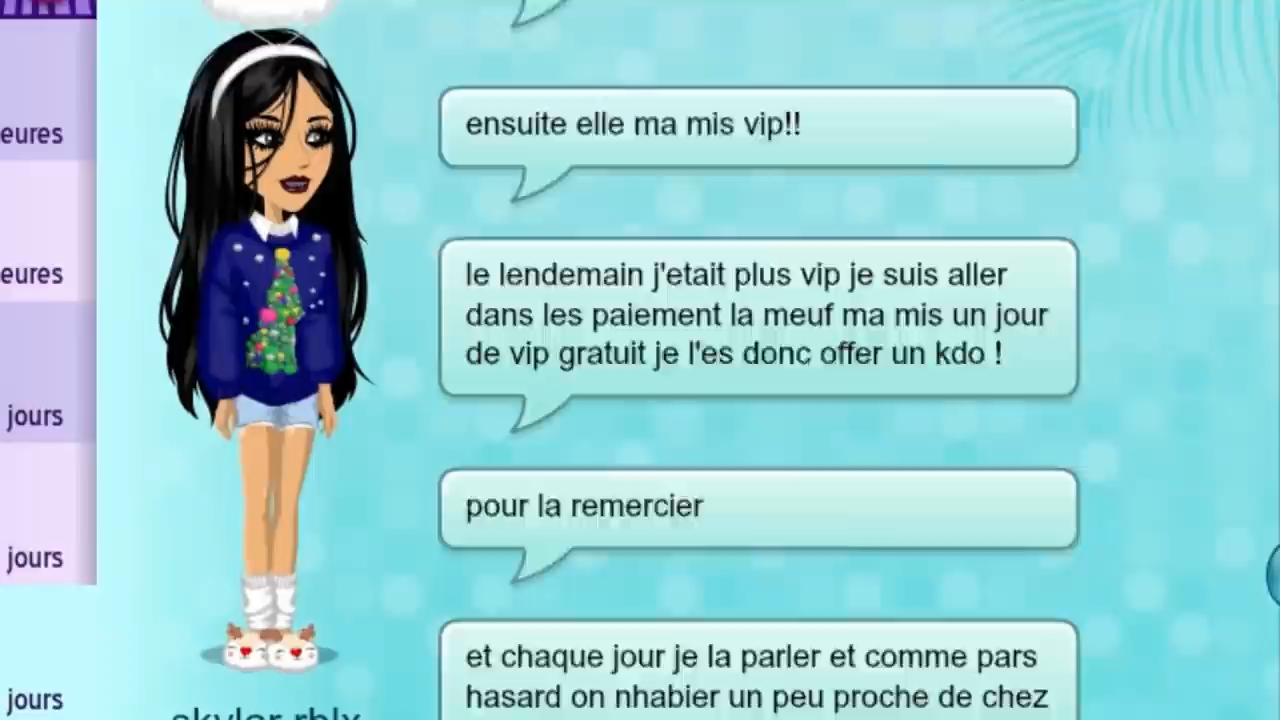 eures
eures
jours
jours
jours
ensuite elle ma mis vip!!
le lendemain j'etait plus vip je suis aller
dans les paiement la meuf ma mis un jour
de vip gratuit je l'es donc offer un kdo !
pour la remercier
et chaque jour je la parler et comme pars
hasard on nhabier un peu proche de chez
skyler rblx